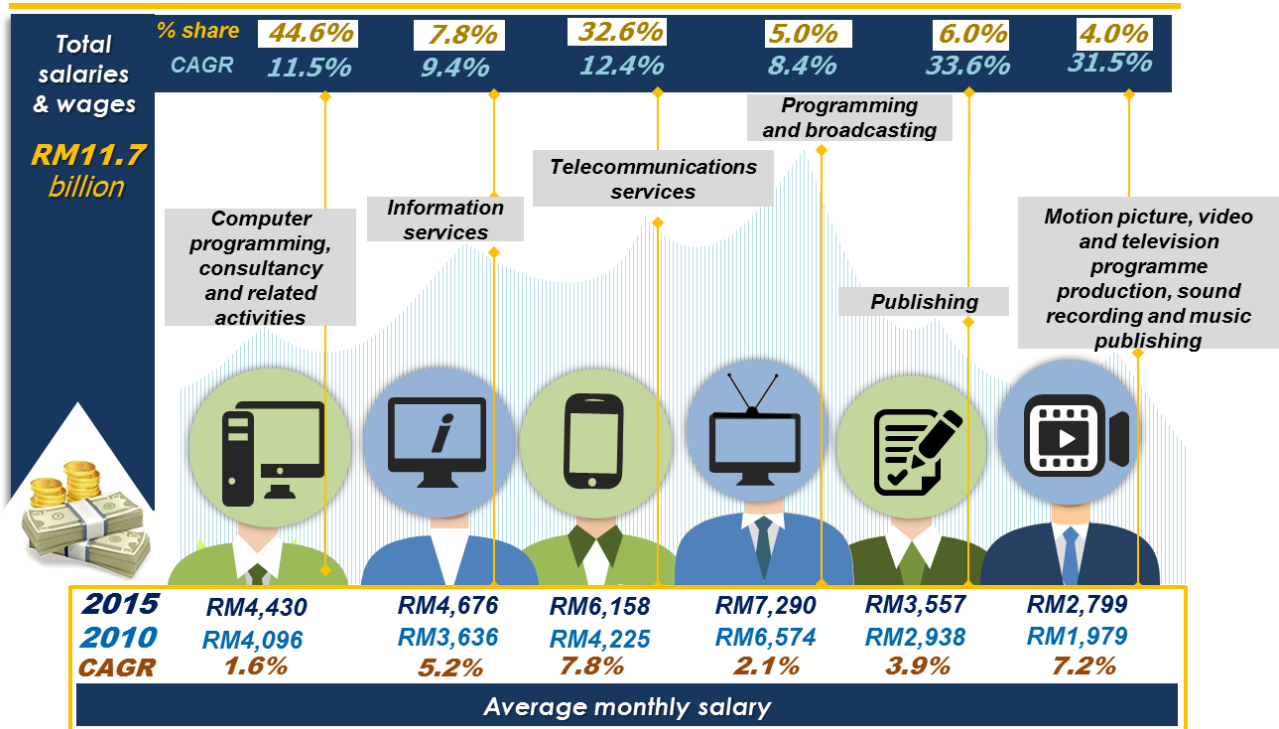 Total
salaries
& wages
RM11.7
billion
% share 44.6% 7.8% 32.6% 5.0% 6.0% 4.0%
CAGR 11.5% 9.4% 12.4% 8.4% 33.6% 31.5%
Computer
programming,
consultancy
and related
activities
Information
services
Telecommunications
services
Programming
and broadcasting
Publishing
Motion picture, video
and television
programme
production, sound
recording and music
publishing
i
2015 RM4,430 RM4,676 RM6,158 RM7,290 RM3,557 RM2,799
2010 RM4,096 RM3,636 RM4,225 RM6,574 RM2,938 RM1,979
CAGR 1.6% 5.2% 7.8% 2.1% 3.9% 7.2%
Average monthly salary